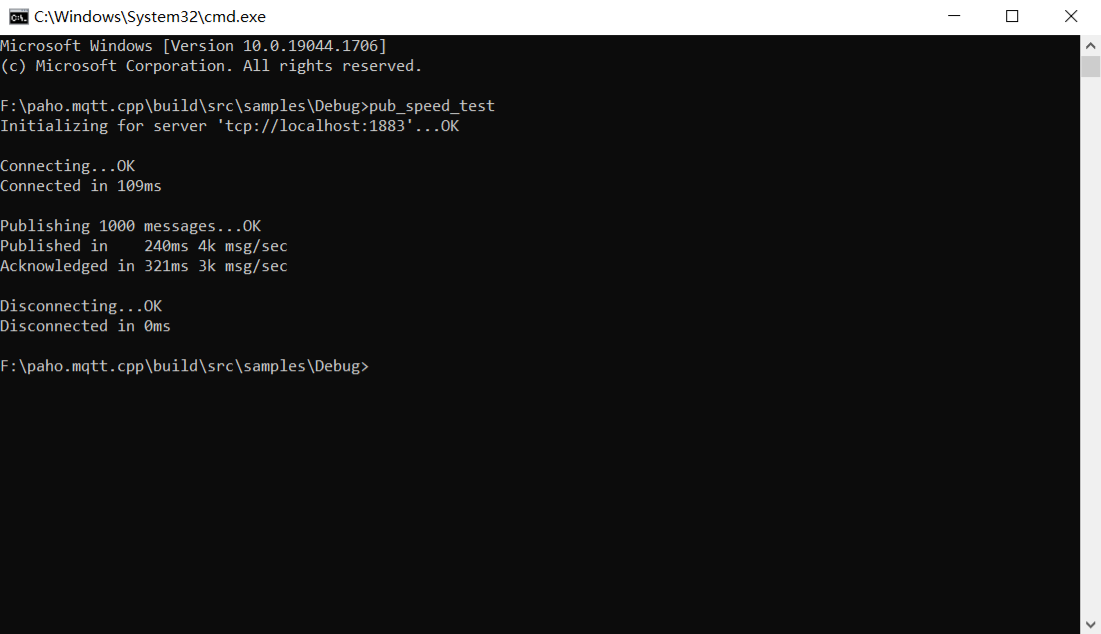 C:\Windows\System32\cmd.exe
Microsoft Windows [Version 10.0.19044.1706]
(c) Microsoft Corporation. All rights reserved.
F:\paho.mqtt.cpp\build\src\samples\Debug>pub_speed_test
Initializing for server 'tcp://localhost:1883'...OK
Connecting...OK
Connected in 109ms
Publishing 1000 messages...OK
Published in    240ms 4k msg/sec
Acknowledged in 321ms 3k msg/sec
Disconnecting...OK
Disconnected in 0ms
F:\paho.mqtt.cpp\build\src\samples\Debug>